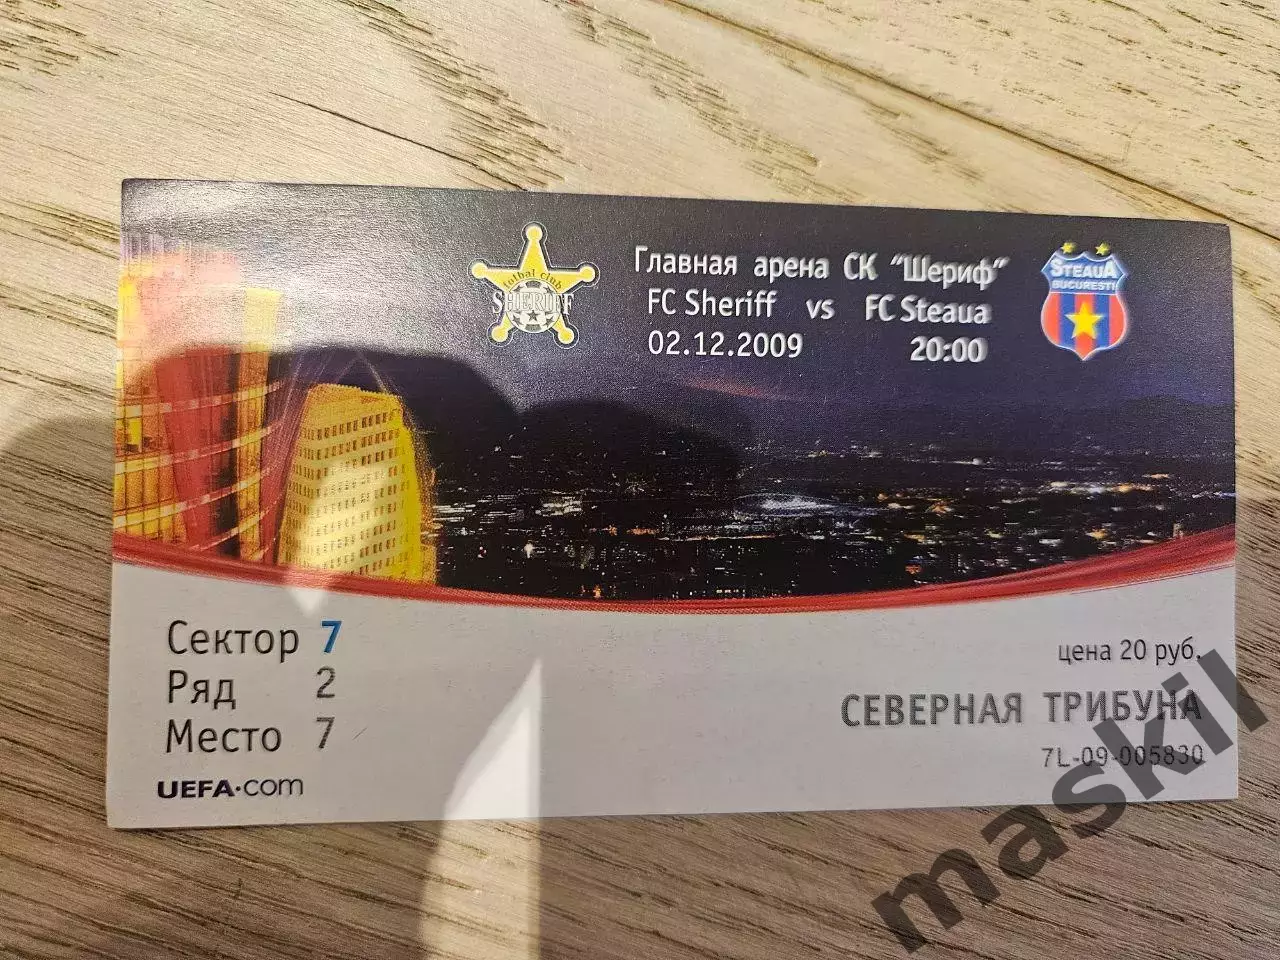 futbal club
SHERIFF
Главная арена СК "Шериф"
FC Sheriff vs FC Steaua
02.12.2009 20:00
STEAUA
BUCURESTI
Сектор 7
Ряд 2
Место 7
UEFA·com
цена 20 руб.
СЕВЕРНАЯ ТРИБУНА
7L-09-005830
maskil